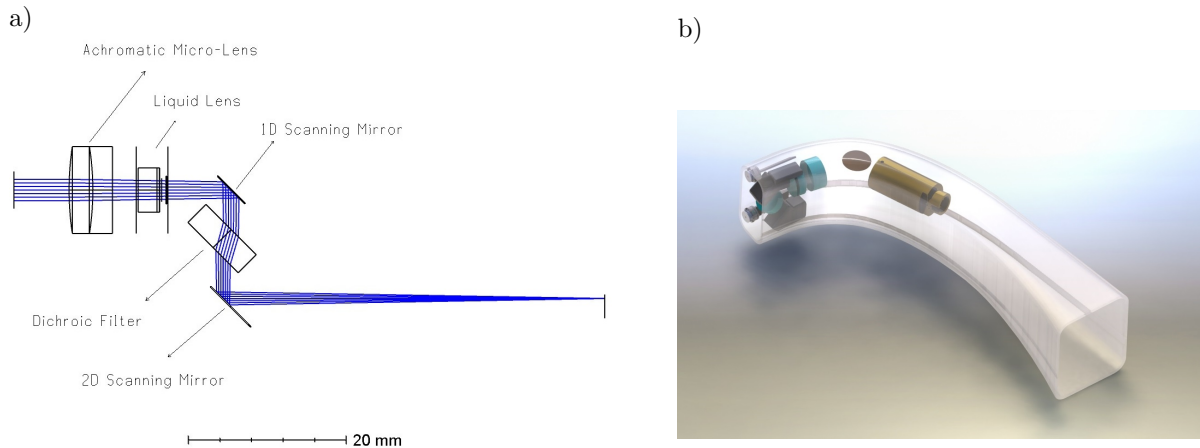 a)
Achromatic Micro-Lens
Liquid Lens
1D Scanning Mirror
Dichroic Filter
2D Scanning Mirror
20 mm
b)